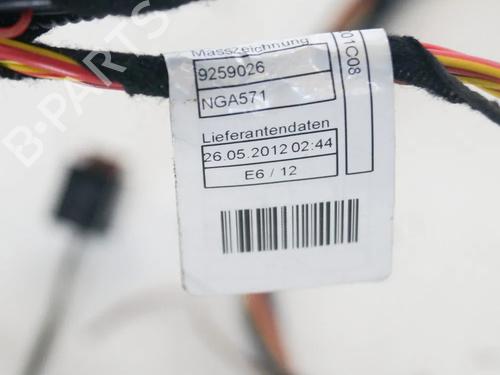 Masszeichnung
9259026
NGA571
Lieferantendaten
26.05.2012 02:44
E6 / 12
01C08
B-PARTS